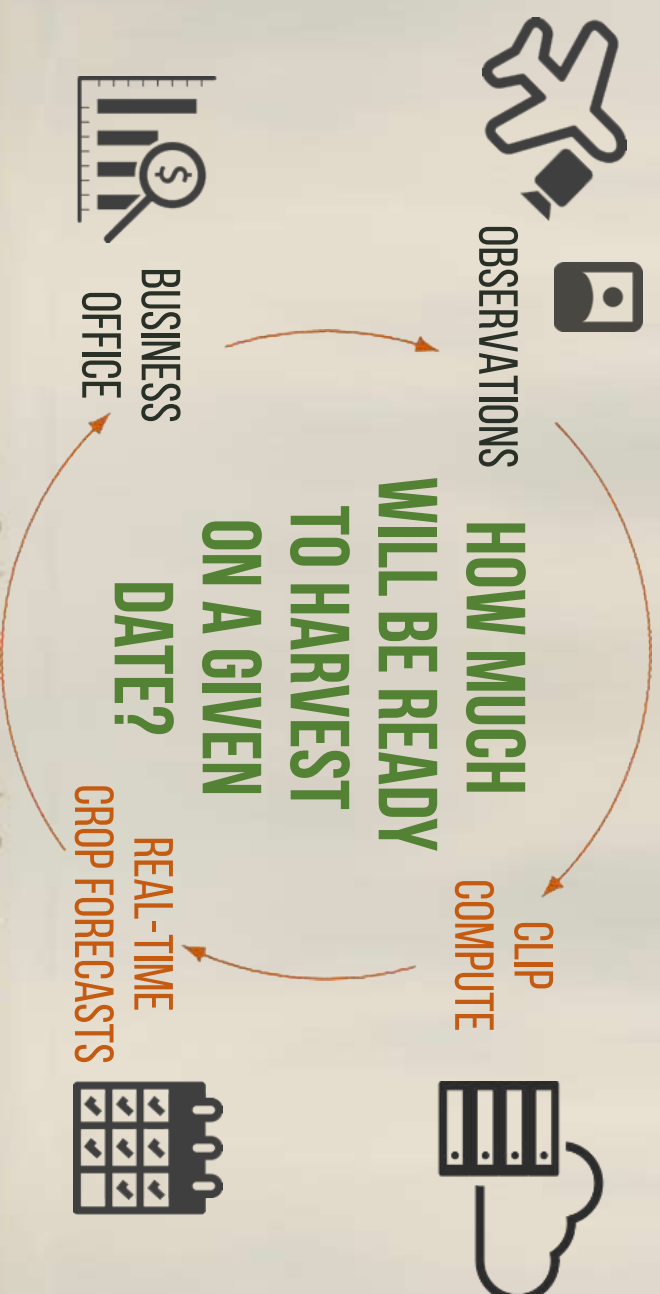 OBSERVATIONS
HOW MUCH
WILL BE READY
TO HARVEST
ON A GIVEN
DATE?
CLIP
COMPUTE
REAL-TIME
CROP FORECASTS
BUSINESS
OFFICE
$